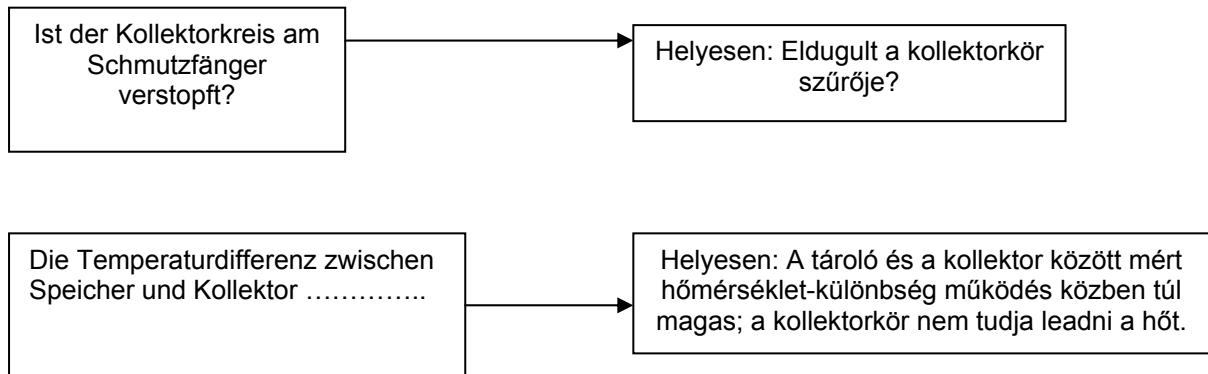 Ist der Kollektorkreis am
Schmutzfänger
verstopft?
Helyesen: Eldugult a kollektorkör
szűrője?
Die Temperaturdifferenz zwischen
Speicher und Kollektor …………..
Helyesen: A tároló és a kollektor között mért
hőmérséklet-különbség működés közben túl
magas; a kollektorkör nem tudja leadni a hőt.